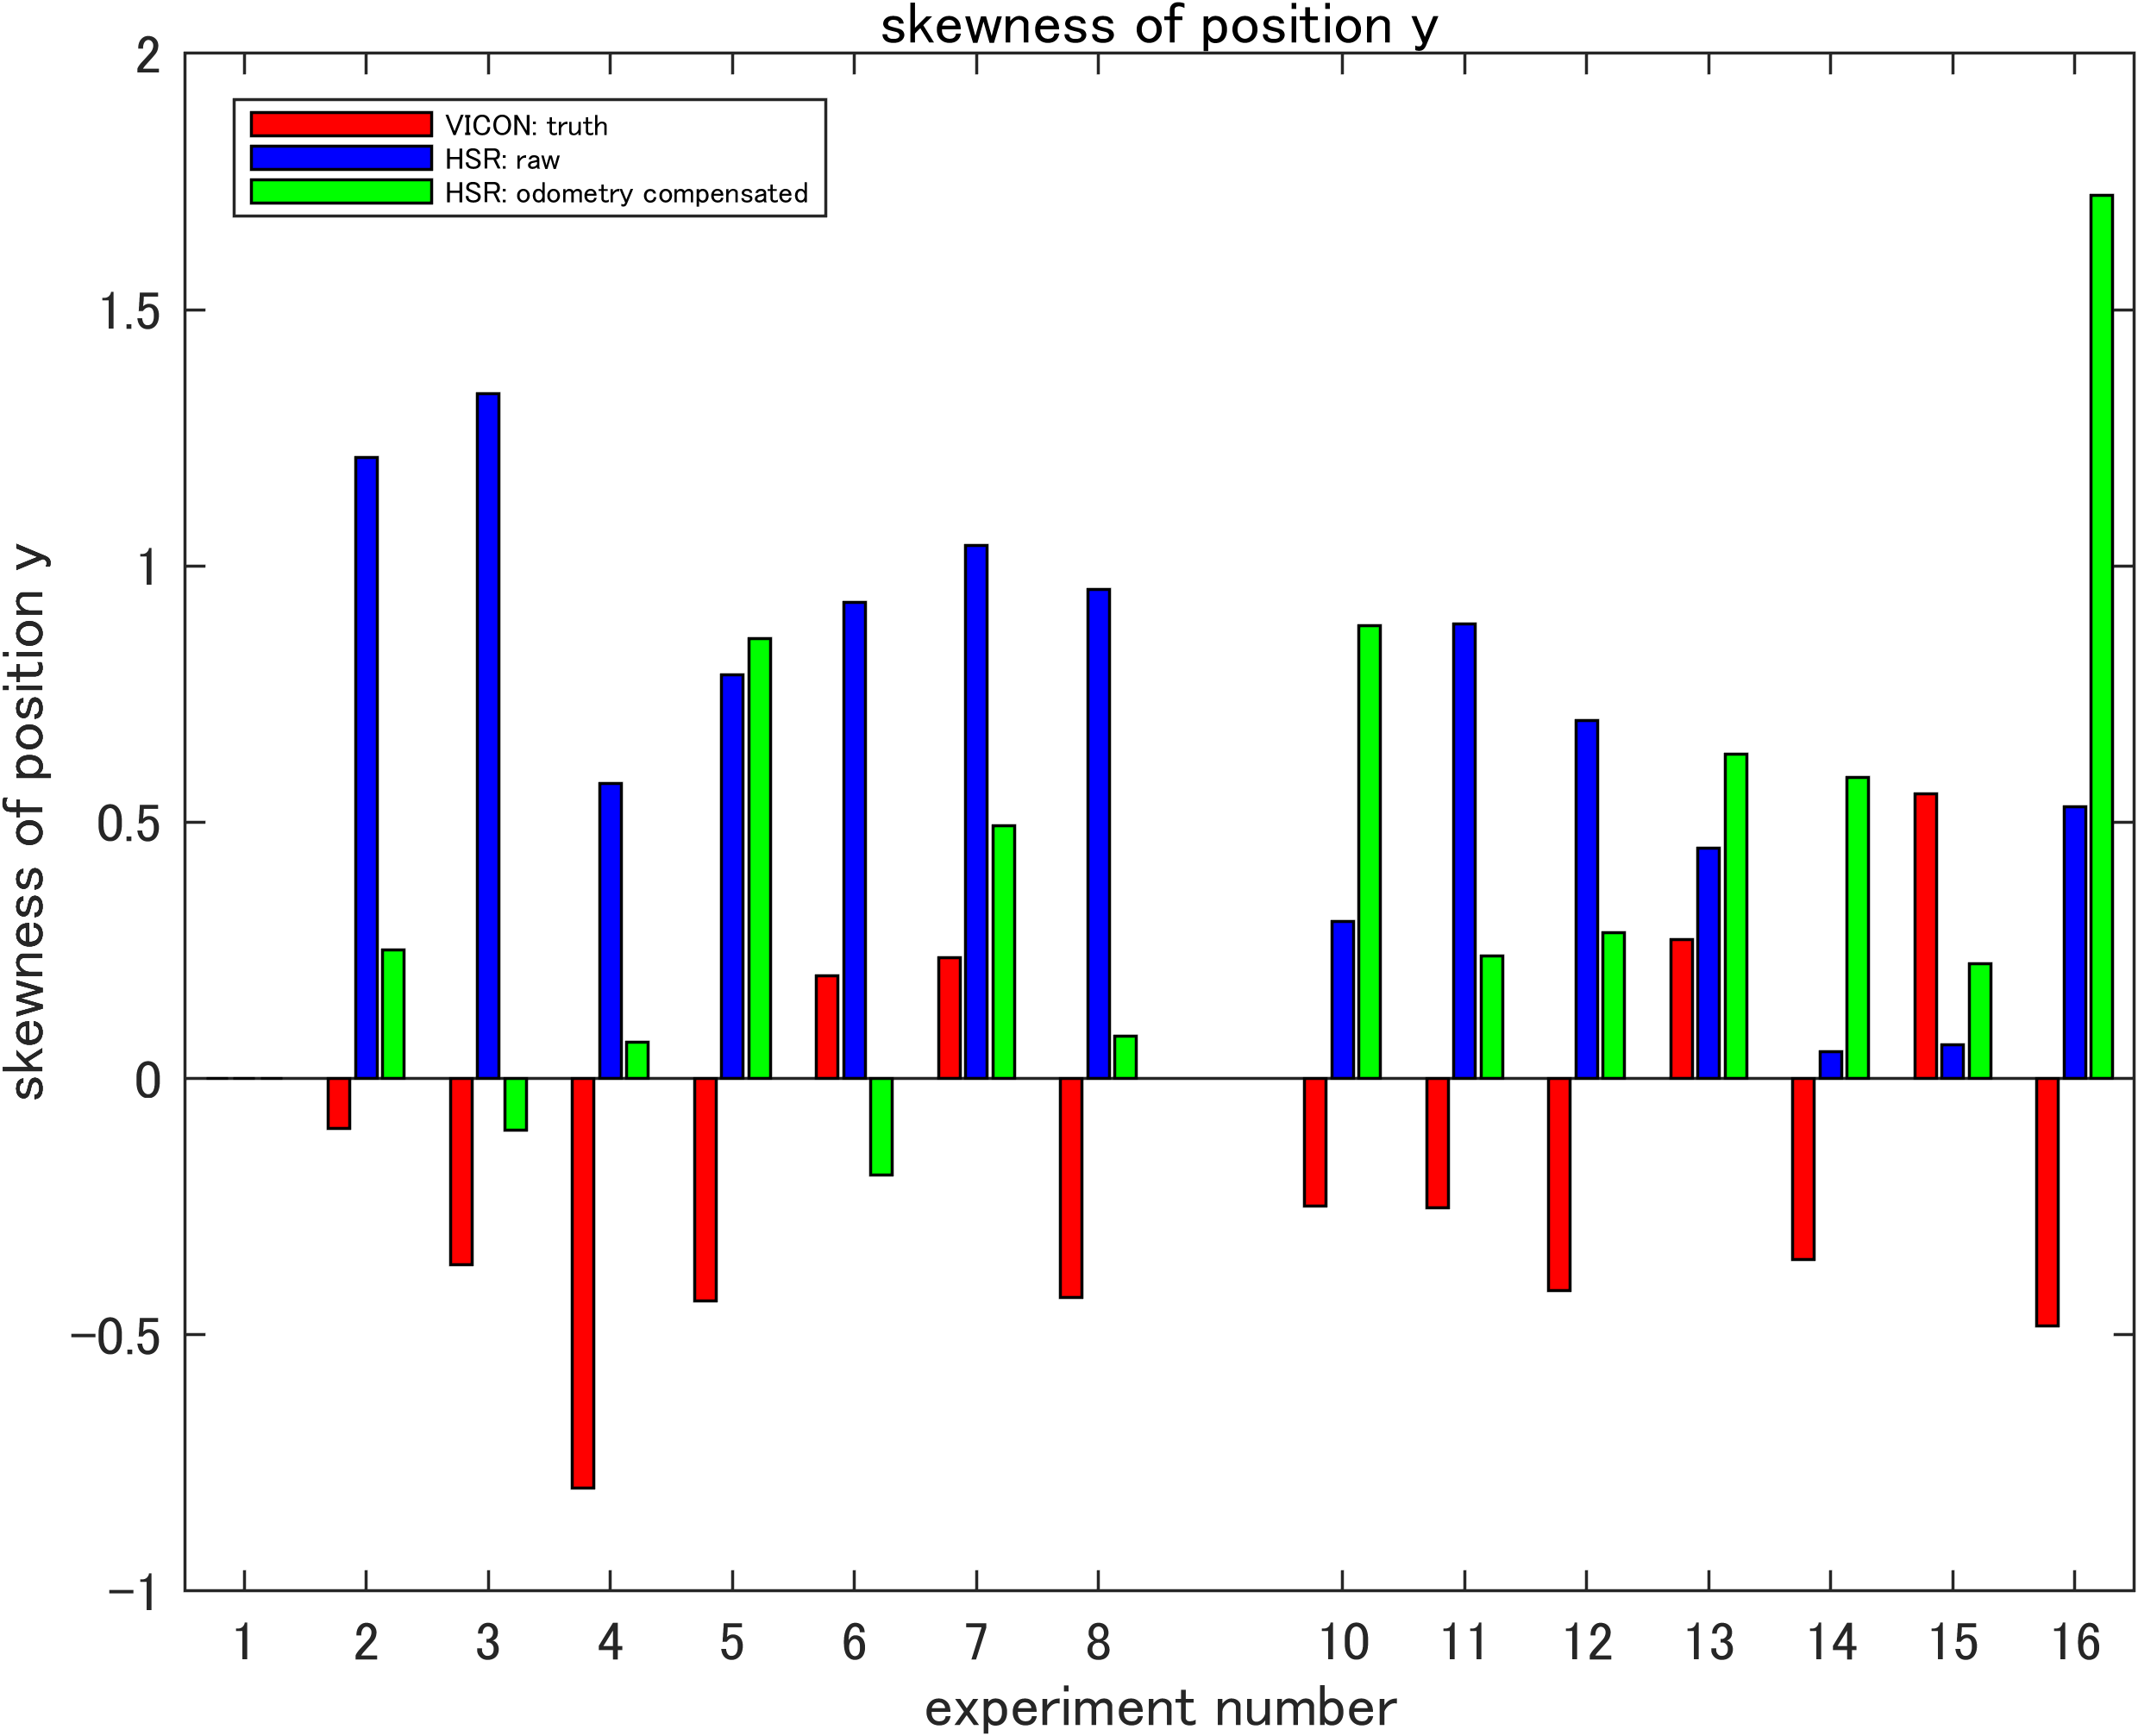 skewness of position y
VICON: truth
HSR: raw
HSR: odometry compensated
skewness of position y
2
1.5
1
0.5
0
−0.5
−1
1 2 3 4 5 6 7 8 10 11 12 13 14 15 16
experiment number